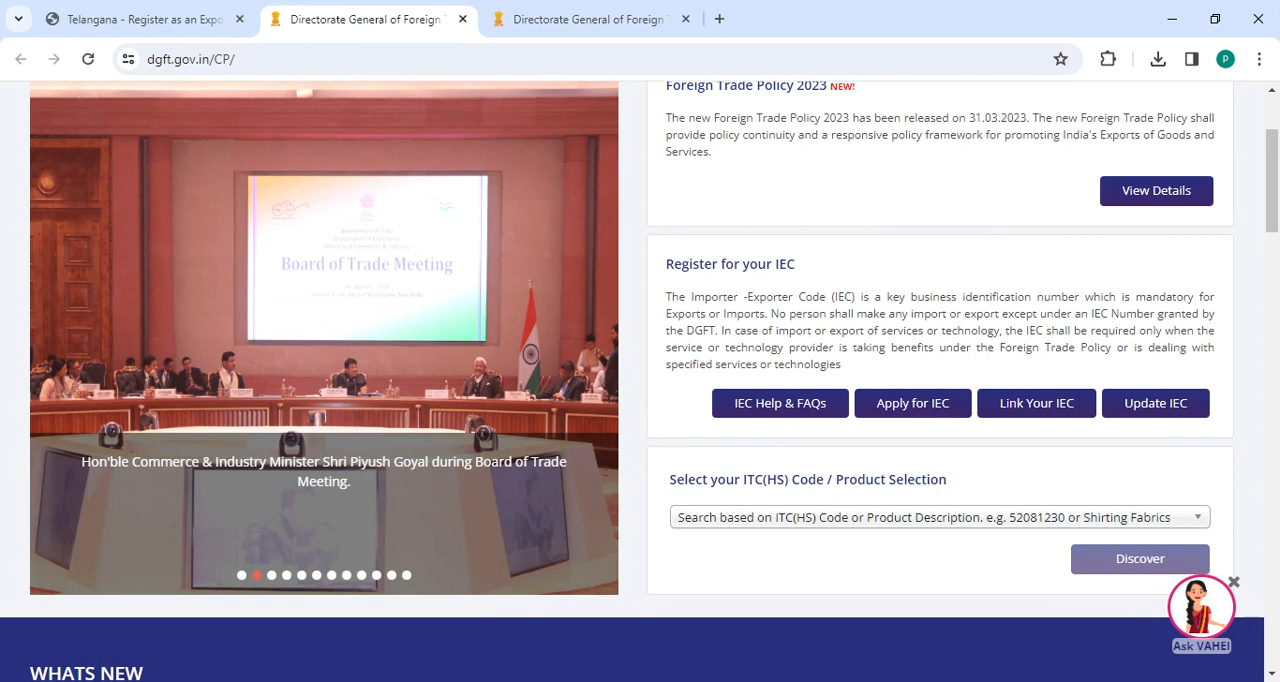 Telangana - Register as an Expo
Directorate General of Foreign T
Directorate General of Foreign T
dgft.gov.in/CP/
P
Foreign Trade Policy 2023 NEW!
The new Foreign Trade Policy 2023 has been released on 31.03.2023. The new Foreign Trade Policy shall
provide policy continuity and a responsive policy framework for promoting India's Exports of Goods and
Services.
View Details
Board of Trade Meeting
Register for your IEC
The Importer -Exporter Code (IEC) is a key business identification number which is mandatory for
Exports or Imports. No person shall make any import or export except under an IEC Number granted by
the DGFT. In case of import or export of services or technology, the IEC shall be required only when the
service or technology provider is taking benefits under the Foreign Trade Policy or is dealing with
specified services or technologies
IEC Help & FAQs
Apply for IEC
Link Your IEC
Update IEC
Hon'ble Commerce & Industry Minister Shri Piyush Goyal during Board of Trade
Meeting.
Select your ITC(HS) Code / Product Selection
Search based on ITC(HS) Code or Product Description. e.g. 52081230 or Shirting Fabrics
Discover
Ask VAHEI
WHATS NEW